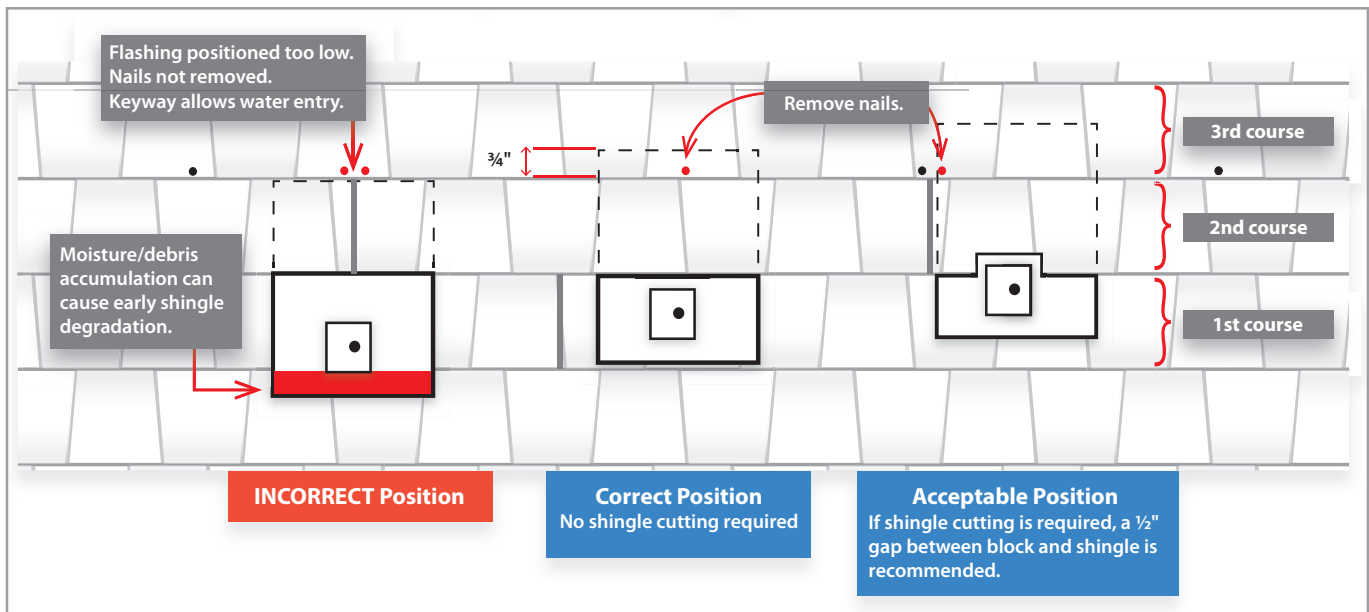 Flashing positioned too low.
Nails not removed.
Keyway allows water entry.
Remove nails.
¾"
3rd course
2nd course
Moisture/debris
accumulation can
cause early shingle
degradation.
1st course
INCORRECT Position
Correct Position
No shingle cutting required
Acceptable Position
If shingle cutting is required, a ½"
gap between block and shingle is
recommended.